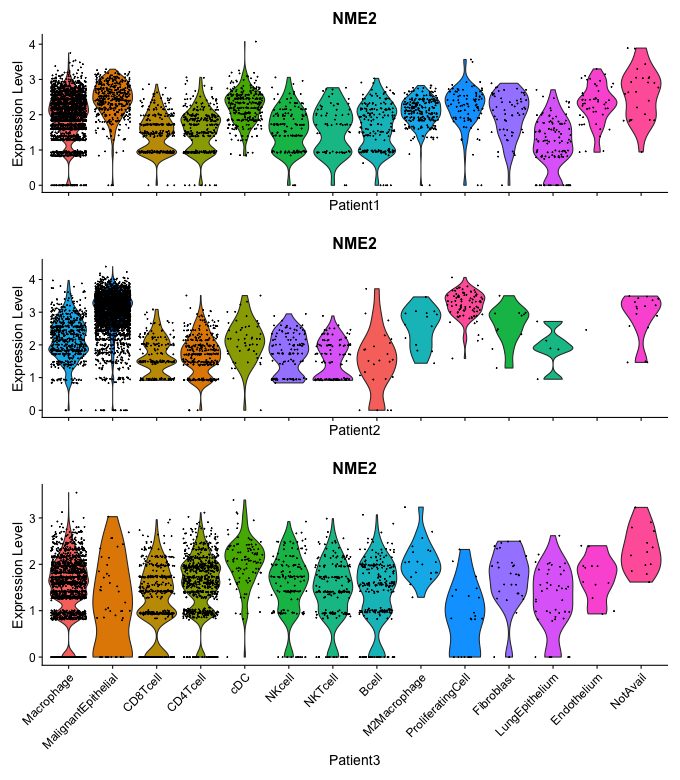 NME2
Expression Level
4
3
2
1
0
Patient1
NME2
Expression Level
4
3
2
1
0
Patient2
NME2
Expression Level
3
2
1
0
Macrophage
MalignantEpithelial
CD8Tcell
CD4Tcell
cDC
NKcell
NKTcell
Bcell
M2Macrophage
ProliferatingCell
Fibroblast
LungEpithelium
Endothelium
NotAvail
Patient3